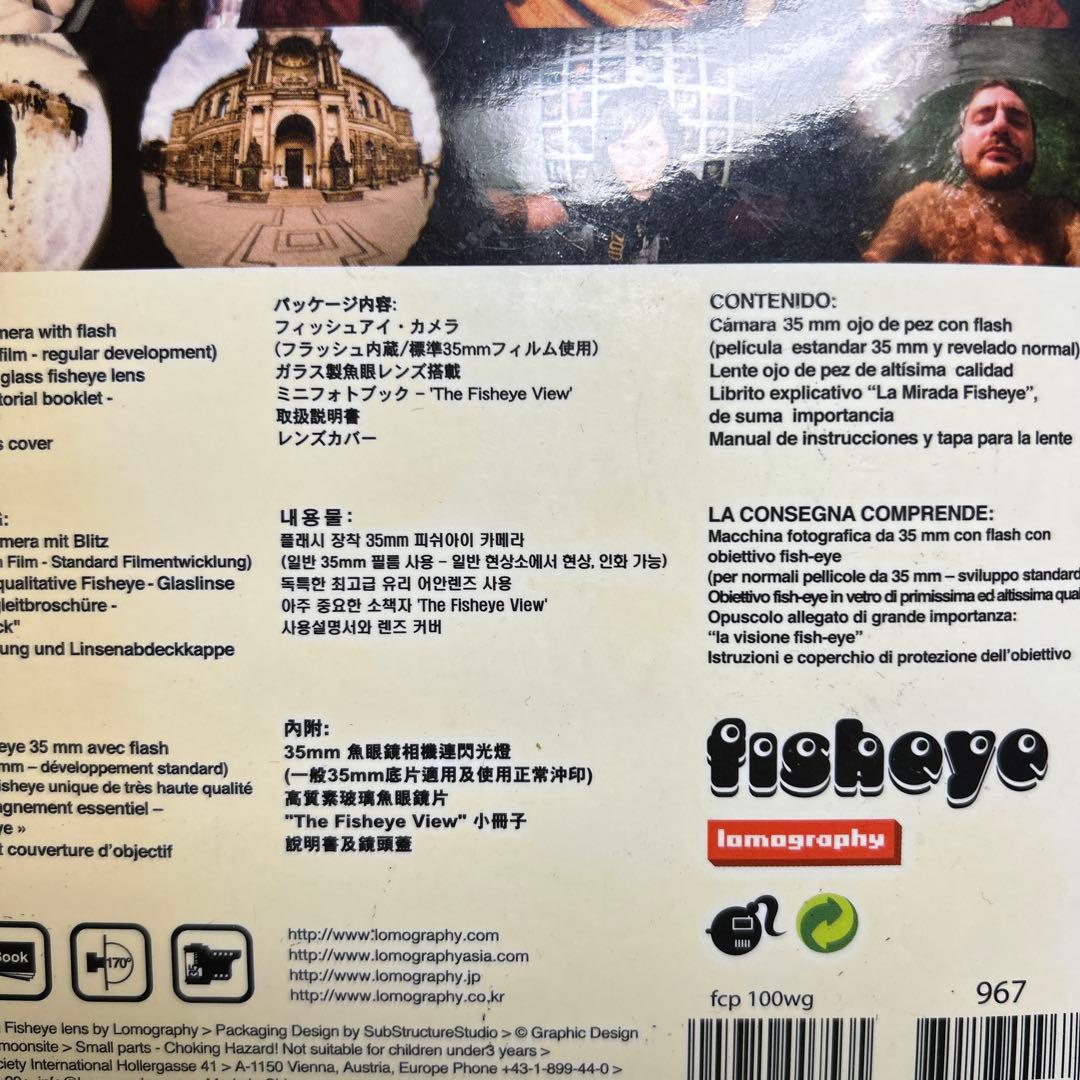 mera with flash
film - regular development)
glass fisheye lens
torial booklet -
s cover
パッケージ内容:
フィッシュアイ・カメラ
(フラッシュ内蔵/標準35mmフィルム使用)
ガラス製魚眼レンズ搭載
ミニフォトブック – 'The Fisheye View'
取扱説明書
レンズカバー
CONTENIDO:
Cámara 35 mm ojo de pez con flash
(película estandar 35 mm y revelado normal)
Lente ojo de pez de altísima calidad
Librito explicativo “La Mirada Fisheye”,
de suma importancia
Manual de instrucciones y tapa para la lente
G:
mera mit Blitz
n Film - Standard Filmentwicklung)
qualitative Fisheye - Glaslinse
gleitbroschüre -
ck"
ung und Linsenabdeckkappe
내용물:
플래시 장착 35mm 피쉬아이 카메라
(일반 35mm 필름 사용 – 일반 현상소에서 현상, 인화 가능)
독특한 최고급 유리 어안렌즈 사용
아주 중요한 소책자 'The Fisheye View'
사용설명서와 렌즈 커버
LA CONSEGNA COMPRENDE:
Macchina fotografica da 35 mm con flash con
obiettivo fish-eye
(per normali pellicole da 35 mm – sviluppo standard
Obiettivo fish-eye in vetro di primissima ed altissima qual
Opuscolo allegato di grande importanza:
“la visione fish-eye”
Istruzioni e coperchio di protezione dell’obiettivo
eye 35 mm avec flash
mm – développement standard)
fisheye unique de très haute qualité
agnement essentiel –
ye »
t couverture d’objectif
內附:
35mm 魚眼鏡相機連閃光燈
(一般35mm底片適用及使用正常沖印)
高質素玻璃魚眼鏡片
"The Fisheye View" 小冊子
說明書及鏡頭蓋
fisheye
lomography
Book
170°
35
http://www.lomography.com
http://www.lomographyasia.com
http://www.lomography.jp
http://www.lomography.co.kr
fcp 100wg
967
Fisheye lens by Lomography > Packaging Design by SubStructureStudio > © Graphic Design
moonsite > Small parts - Choking Hazard! Not suitable for children under3 years >
ciety International Hollergasse 41 > A-1150 Vienna, Austria, Europe Phone +43-1-899-44-0 >